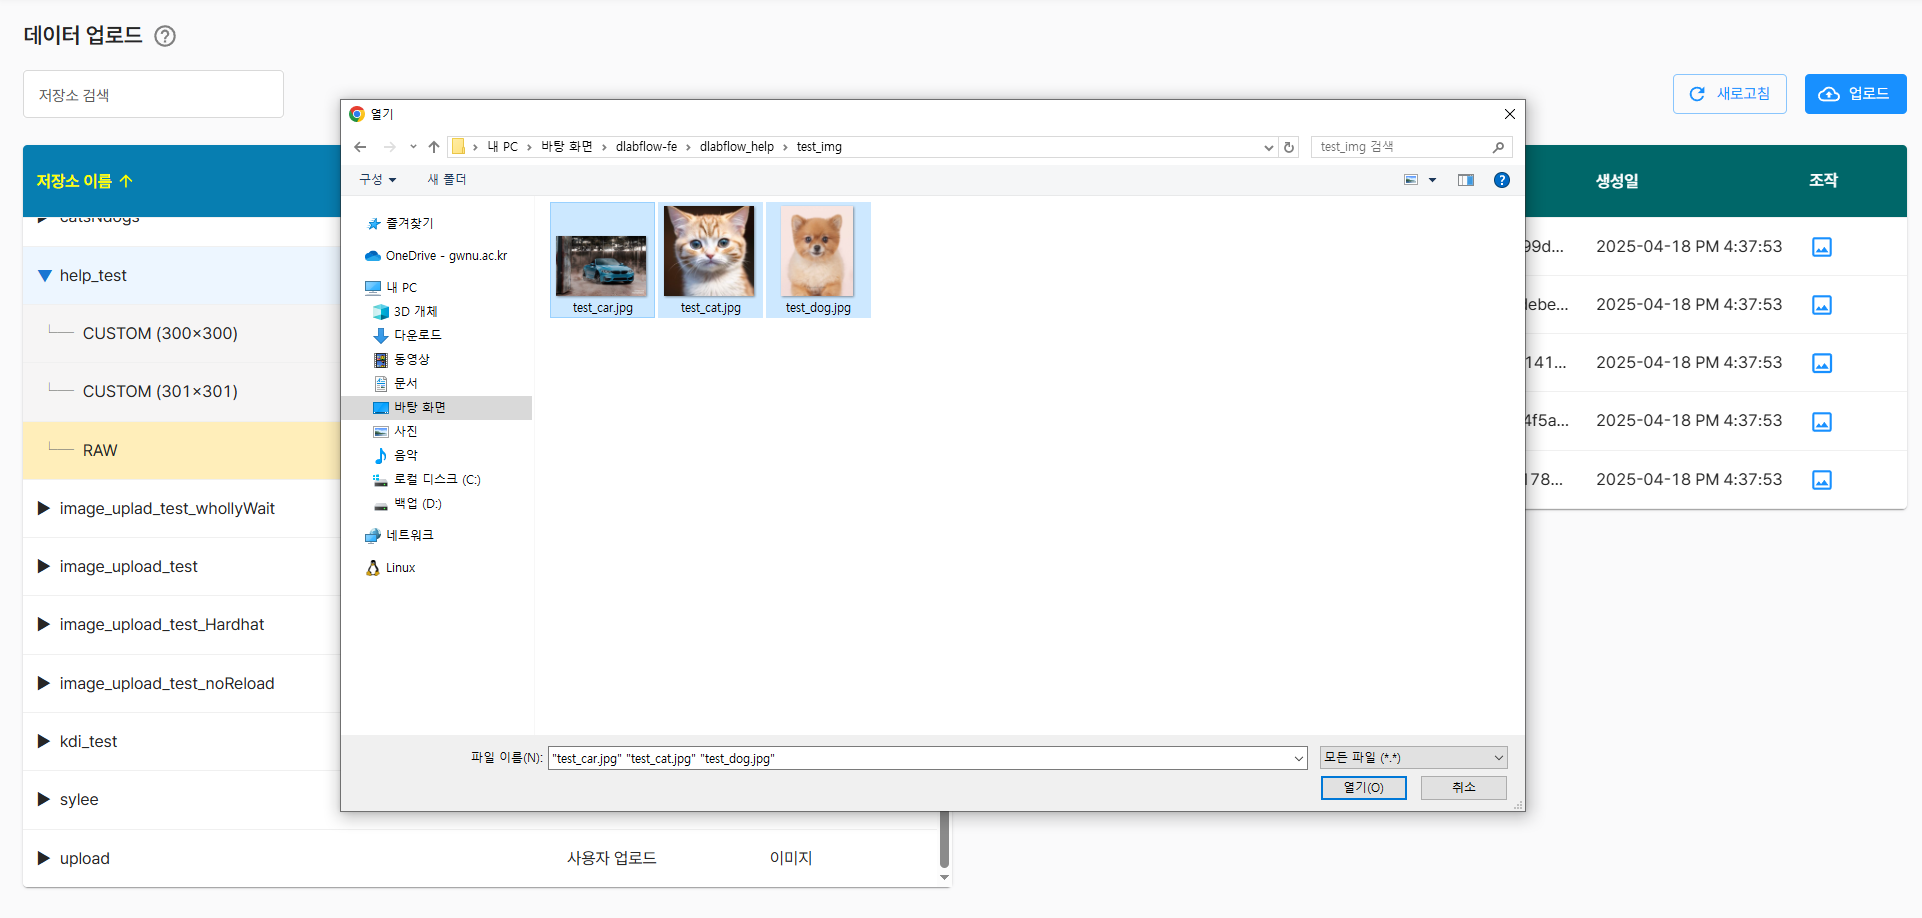 데이터 업로드
저장소 검색
새로고침
업로드
저장소 이름
생성일
조작
help_test
CUSTOM (300×300)
CUSTOM (301×301)
RAW
image_uplad_test_whollyWait
image_upload_test
image_upload_test_Hardhat
image_upload_test_noReload
kdi_test
sylee
upload 사용자 업로드 이미지
99d... 2025-04-18 PM 4:37:53
lebe... 2025-04-18 PM 4:37:53
141... 2025-04-18 PM 4:37:53
4f5a... 2025-04-18 PM 4:37:53
178... 2025-04-18 PM 4:37:53
열기
내 PC › 바탕 화면 › dlabflow-fe › dlabflow_help › test_img
test_img 검색
구성 새 폴더
즐겨찾기
OneDrive - gwnu.ac.kr
내 PC
3D 개체
다운로드
동영상
문서
바탕 화면
사진
음악
로컬 디스크 (C:)
백업 (D:)
네트워크
Linux
test_car.jpg
test_cat.jpg
test_dog.jpg
파일 이름(N): "test_car.jpg" "test_cat.jpg" "test_dog.jpg"
모든 파일 (*.*)
열기(O)
취소